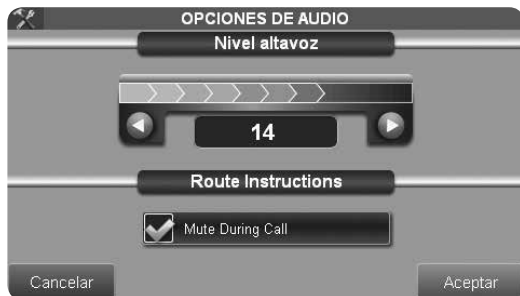 OPCIONES DE AUDIO
Nivel altavoz
14
Route Instructions
Mute During Call
Cancelar
Aceptar